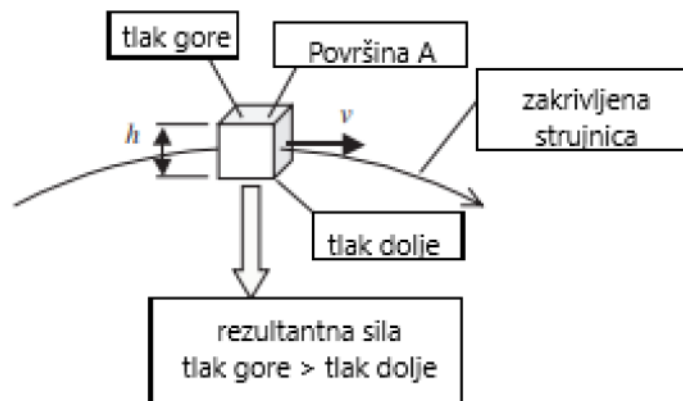 tlak gore
Površina A
zakrivljena
strujnica
h
v
tlak dolje
rezultantna sila
tlak gore > tlak dolje